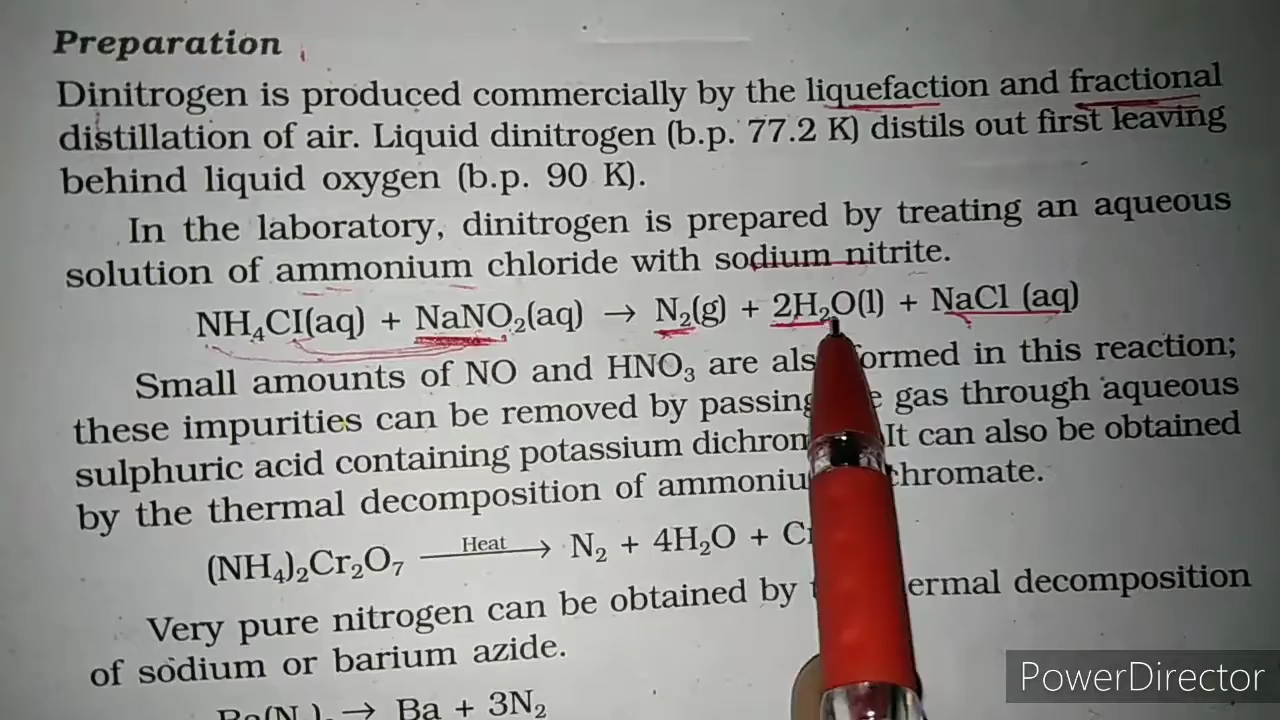 Preparation
Dinitrogen is produced commercially by the liquefaction and fractional
distillation of air. Liquid dinitrogen (b.p. 77.2 K) distils out first leaving
behind liquid oxygen (b.p. 90 K).
In the laboratory, dinitrogen is prepared by treating an aqueous
solution of ammonium chloride with sodium nitrite.
NH₄CI(aq) + NaNO₂(aq) → N₂(g) + 2H₂O(l) + NaCl (aq)
Small amounts of NO and HNO₃ are als formed in this reaction;
these impurities can be removed by passing e gas through aqueous
sulphuric acid containing potassium dichrom It can also be obtained
by the thermal decomposition of ammoniu chromate.
(NH₄)₂Cr₂O₇ Heat → N₂ + 4H₂O + Cr
Very pure nitrogen can be obtained by ermal decomposition
of sodium or barium azide.
Ba(N → Ba + 3N₂
PowerDirector